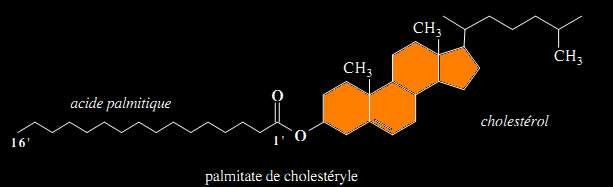 CH3
CH3
CH3
acide palmitique
O
cholestérol
16'
1'
O
palmitate de cholestéryle